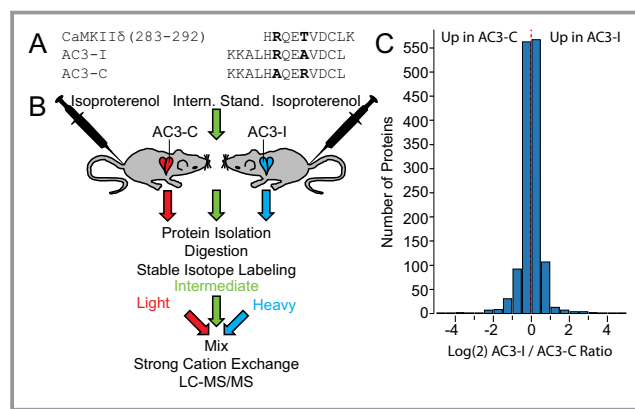 A
CaMKIIδ(283-292) HRQETVDCLK
AC3-I KKALHRQEAVDCL
AC3-C KKALHAQERVDCL
B
Isoproterenol Intern. Stand. Isoproterenol
AC3-C AC3-I
Protein Isolation
Digestion
Stable Isotope Labeling
Intermediate
Light Heavy
Mix
Strong Cation Exchange
LC-MS/MS
C
Up in AC3-C Up in AC3-I
Number of Proteins
550
500
450
400
350
300
250
200
150
100
50
0
-4 -2 0 2 4
Log(2) AC3-I / AC3-C Ratio